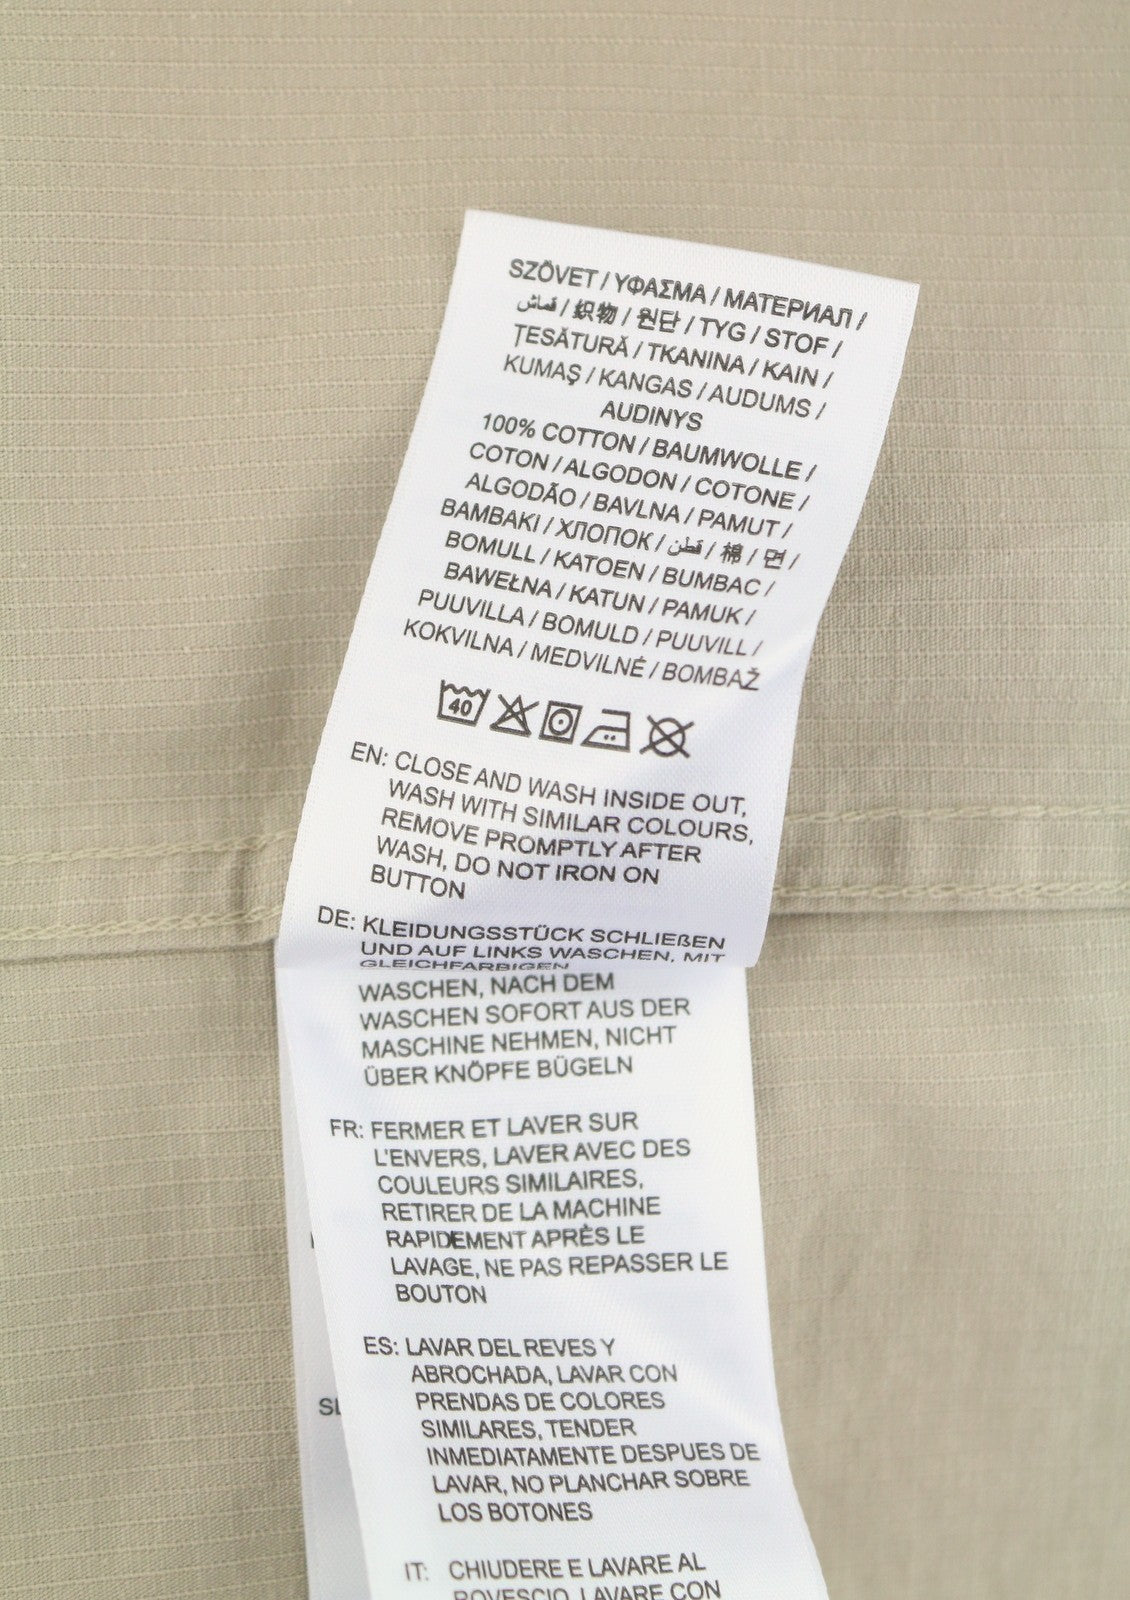 SZÖVET / ΥΦΑΣΜΑ / МАТЕРИАЛ /
قماش / 织物 / 원단 / TYG / STOF /
ŢESĂTURĂ / TKANINA / KAIN /
KUMAŞ / KANGAS / AUDUMS /
AUDINYS
100% COTTON / BAUMWOLLE /
COTON / ALGODON / COTONE /
ALGODÃO / BAVLNA / PAMUT /
BAMBAKI / ХЛОПОК / قطن / 棉 / 면 /
BOMULL / KATOEN / BUMBAC /
BAWEŁNA / KATUN / PAMUK /
PUUVILLA / BOMULD / PUUVILL /
KOKVILNA / MEDVILNĖ / BOMBAŽ
40
EN: CLOSE AND WASH INSIDE OUT,
WASH WITH SIMILAR COLOURS,
REMOVE PROMPTLY AFTER
WASH, DO NOT IRON ON
BUTTON
DE: KLEIDUNGSSTÜCK SCHLIEßEN
UND AUF LINKS WASCHEN, MIT
GLEICHFARBIGEN
WASCHEN, NACH DEM
WASCHEN SOFORT AUS DER
MASCHINE NEHMEN, NICHT
ÜBER KNÖPFE BÜGELN
FR: FERMER ET LAVER SUR
L'ENVERS, LAVER AVEC DES
COULEURS SIMILAIRES,
RETIRER DE LA MACHINE
RAPIDEMENT APRÈS LE
LAVAGE, NE PAS REPASSER LE
BOUTON
ES: LAVAR DEL REVES Y
ABROCHADA, LAVAR CON
PRENDAS DE COLORES
SIMILARES, TENDER
INMEDIATAMENTE DESPUES DE
LAVAR, NO PLANCHAR SOBRE
LOS BOTONES
IT: CHIUDERE E LAVARE AL
ROVESCIO, LAVARE CON